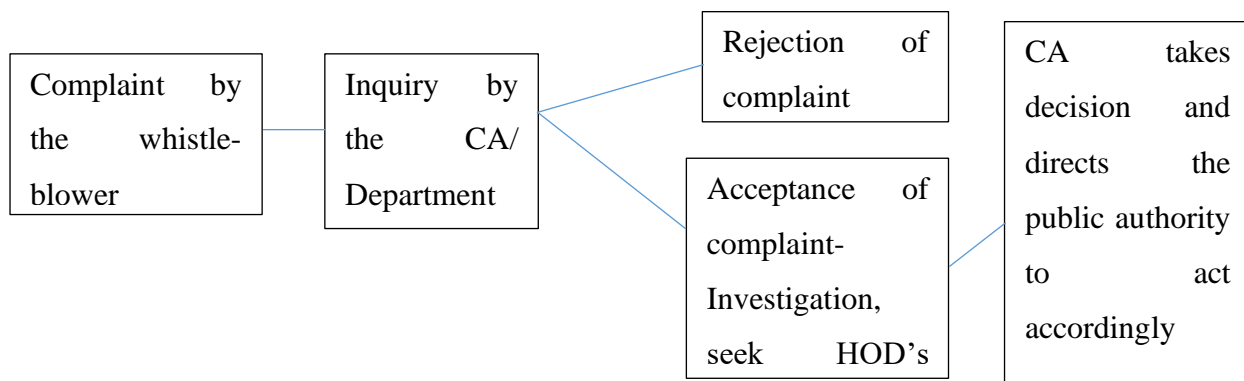 Complaint by
the whistle-
blower
Inquiry by
the CA/
Department
Rejection of
complaint
Acceptance of
complaint-
Investigation,
seek HOD’s
CA takes
decision and
directs the
public authority
to act
accordingly